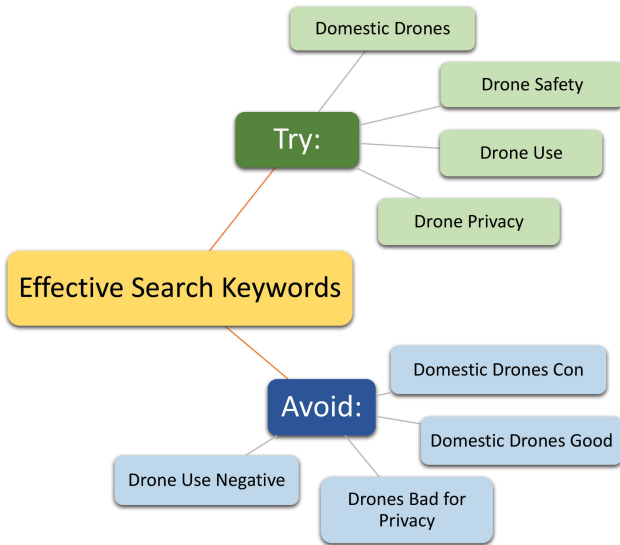 Domestic Drones
Drone Safety
Try:
Drone Use
Drone Privacy
Effective Search Keywords
Domestic Drones Con
Avoid:
Domestic Drones Good
Drone Use Negative
Drones Bad for
Privacy